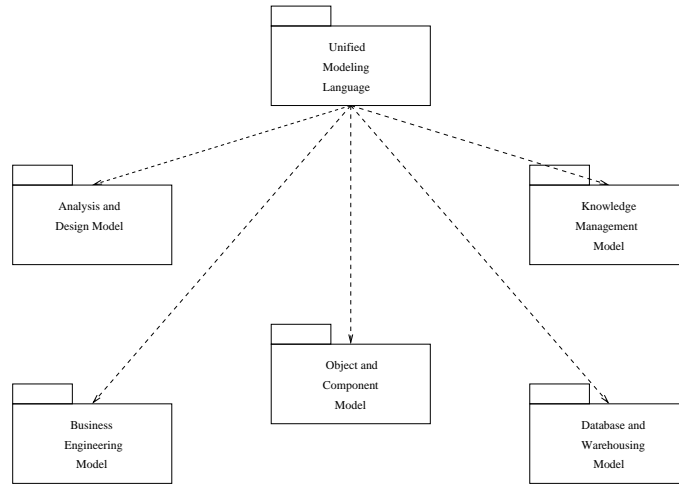 Unified
Modeling
Language
Analysis and
Design Model
Knowledge
Management
Model
Object and
Component
Model
Business
Engineering
Model
Database and
Warehousing
Model